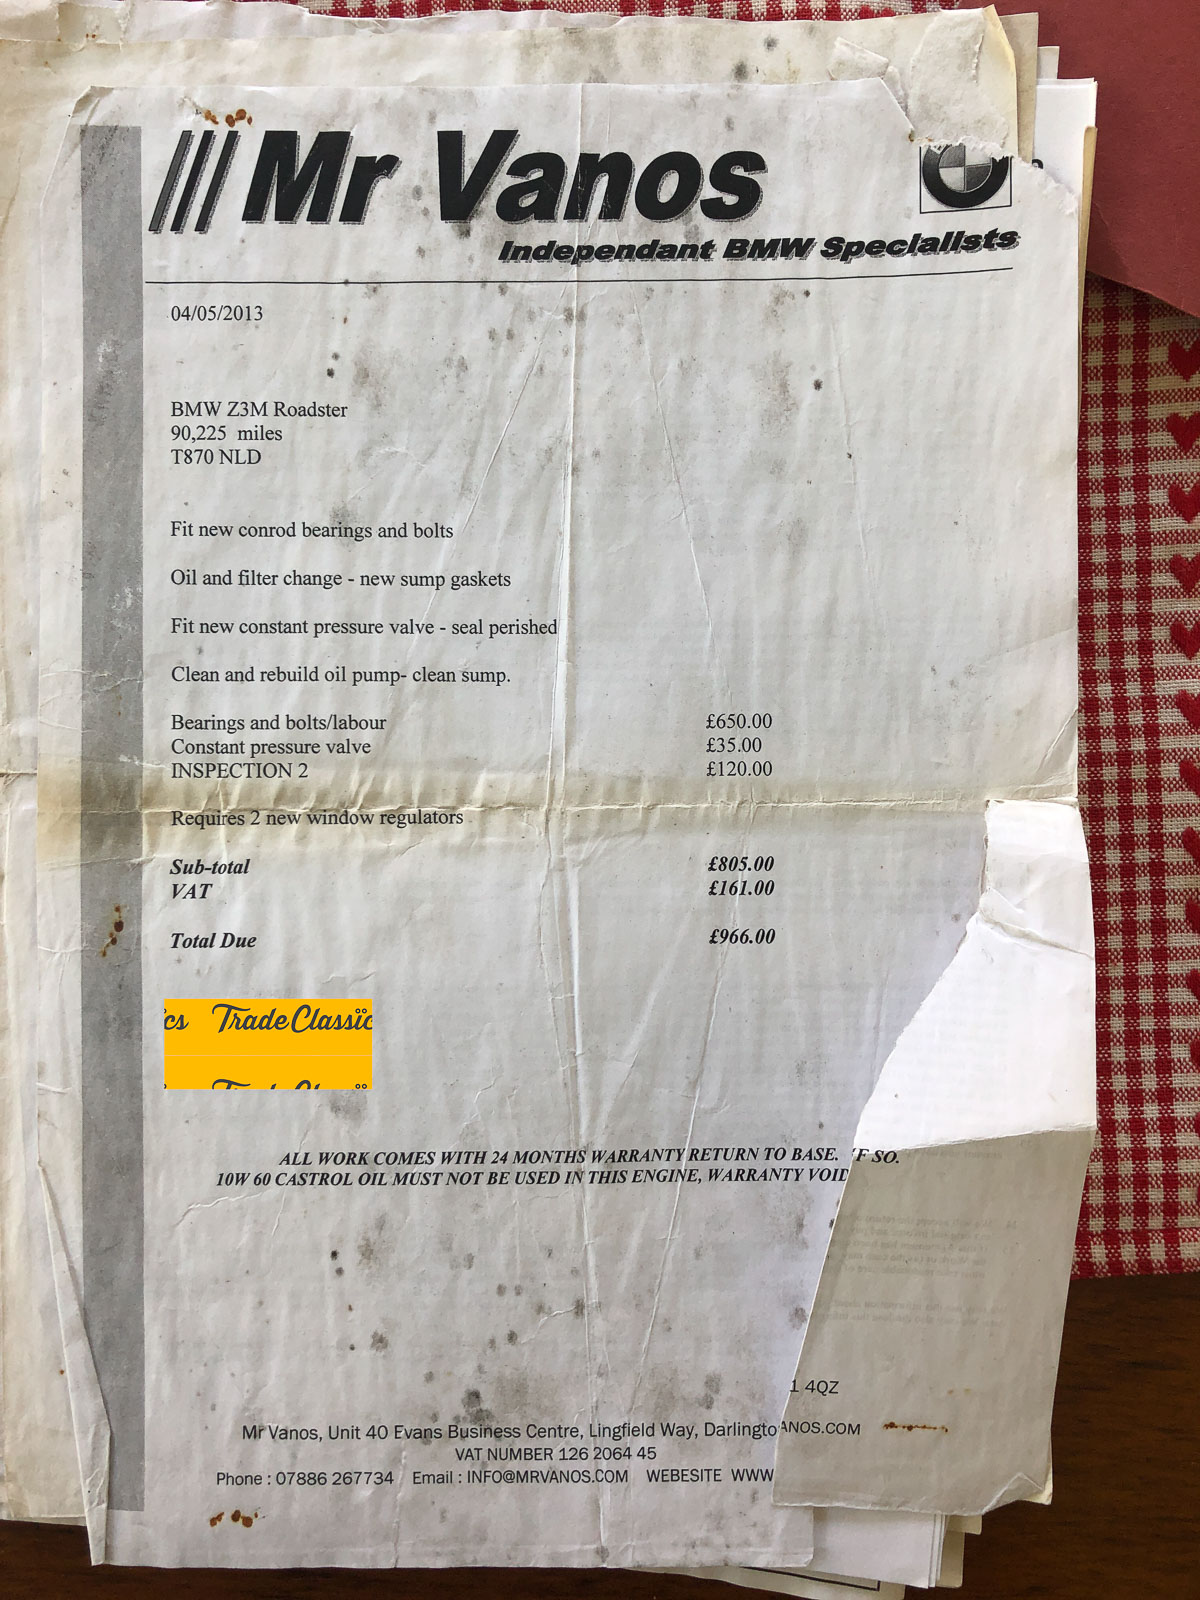 Mr Vanos
Independant BMW Specialists
04/05/2013
BMW Z3M Roadster
90,225 miles
T870 NLD
Fit new conrod bearings and bolts
Oil and filter change - new sump gaskets
Fit new constant pressure valve - seal perished
Clean and rebuild oil pump- clean sump.
Bearings and bolts/labour £650.00
Constant pressure valve £35.00
INSPECTION 2 £120.00
Requires 2 new window regulators
Sub-total £805.00
VAT £161.00
Total Due £966.00
cs TradeClassic
ALL WORK COMES WITH 24 MONTHS WARRANTY RETURN TO BASE. F SO.
10W 60 CASTROL OIL MUST NOT BE USED IN THIS ENGINE, WARRANTY VOID
1 4QZ
Mr Vanos, Unit 40 Evans Business Centre, Lingfield Way, Darlingto ANOS.COM
VAT NUMBER 126 2064 45
Phone : 07886 267734 Email : INFO@MRVANOS.COM WEBESITE WWW